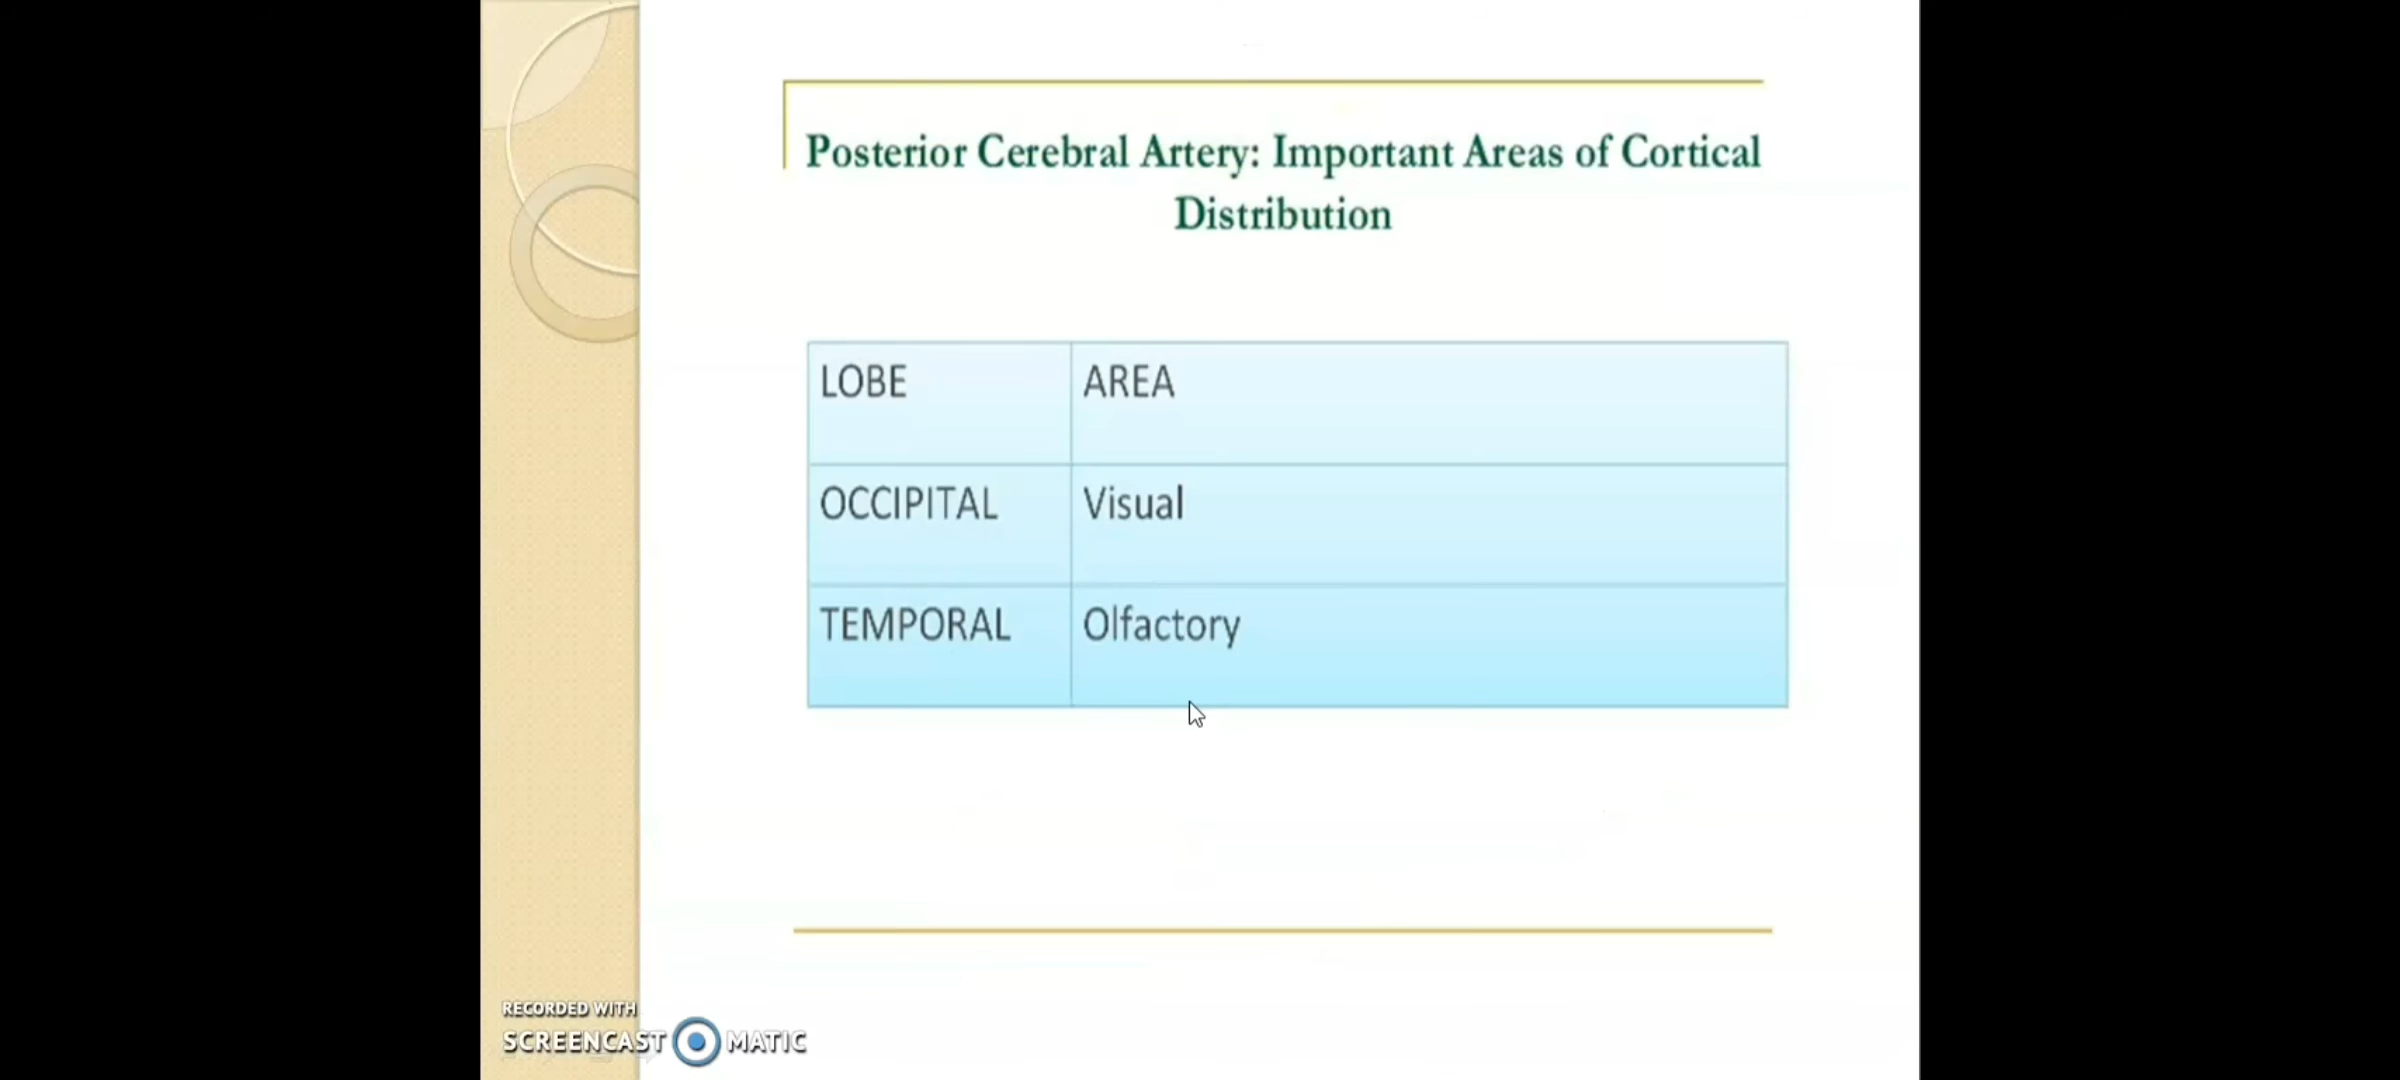 Posterior Cerebral Artery: Important Areas of Cortical
Distribution
LOBE AREA
OCCIPITAL Visual
TEMPORAL Olfactory
RECORDED WITH
SCREENCAST MATIC